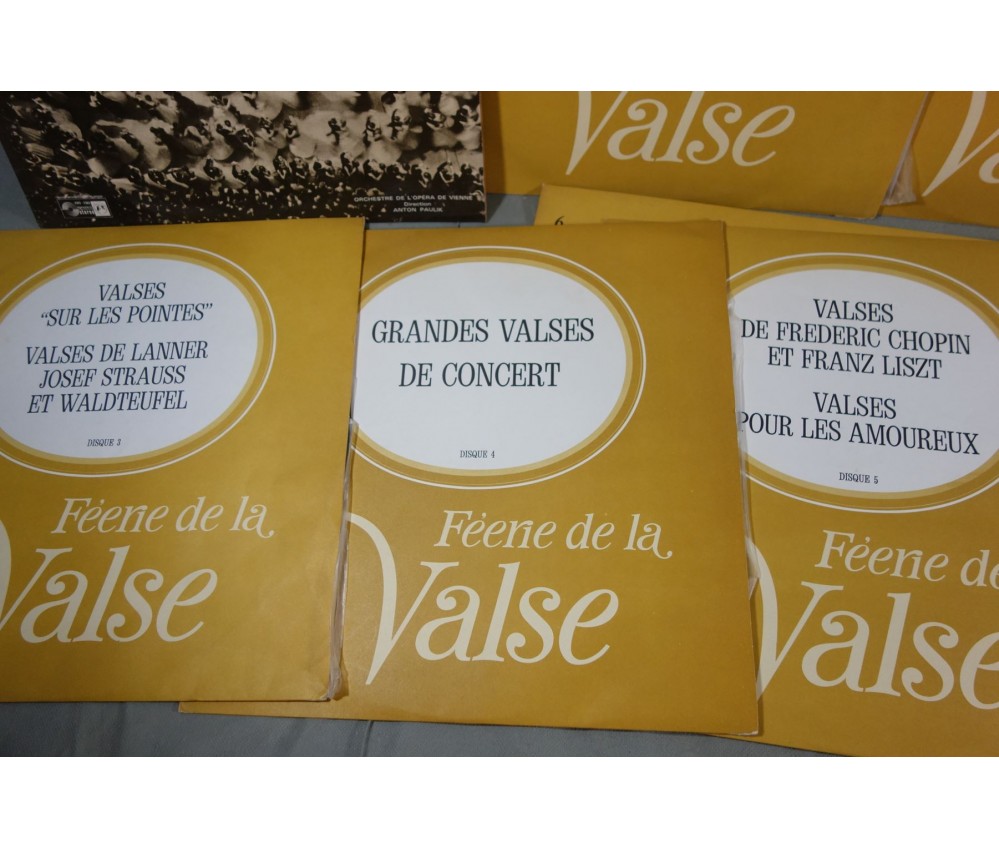 ORCHESTRE DE L'OPÉRA DE VIENNE
Direction
ANTON PAULIK
Valse
Va
6
VALSES
"SUR LES POINTES"
VALSES DE LANNER
JOSEF STRAUSS
ET WALDTEUFEL
DISQUE 3
Féerie de la
Valse
GRANDES VALSES
DE CONCERT
DISQUE 4
Féerie de la
Valse
VALSES
DE FREDERIC CHOPIN
ET FRANZ LISZT
VALSES
POUR LES AMOUREUX
DISQUE 5
Féerie de
Valse